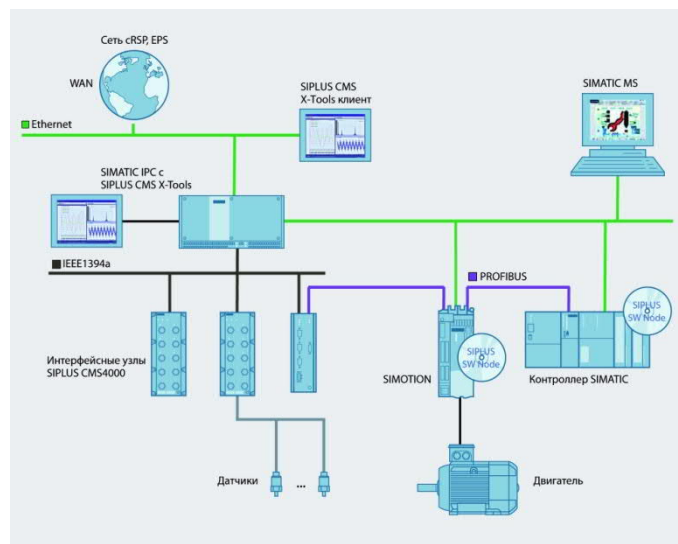 Сеть cRSP, EPS
WAN
SIPLUS CMS
X-Tools клиент
SIMATIC MS
Ethernet
SIMATIC IPC с
SIPLUS CMS X-Tools
IEEE1394a
PROFIBUS
SIPLUS
SW Node
SIPLUS
SW Node
Интерфейсные узлы
SIPLUS CMS4000
SIMOTION
Контроллер SIMATIC
Датчики
...
Двигатель